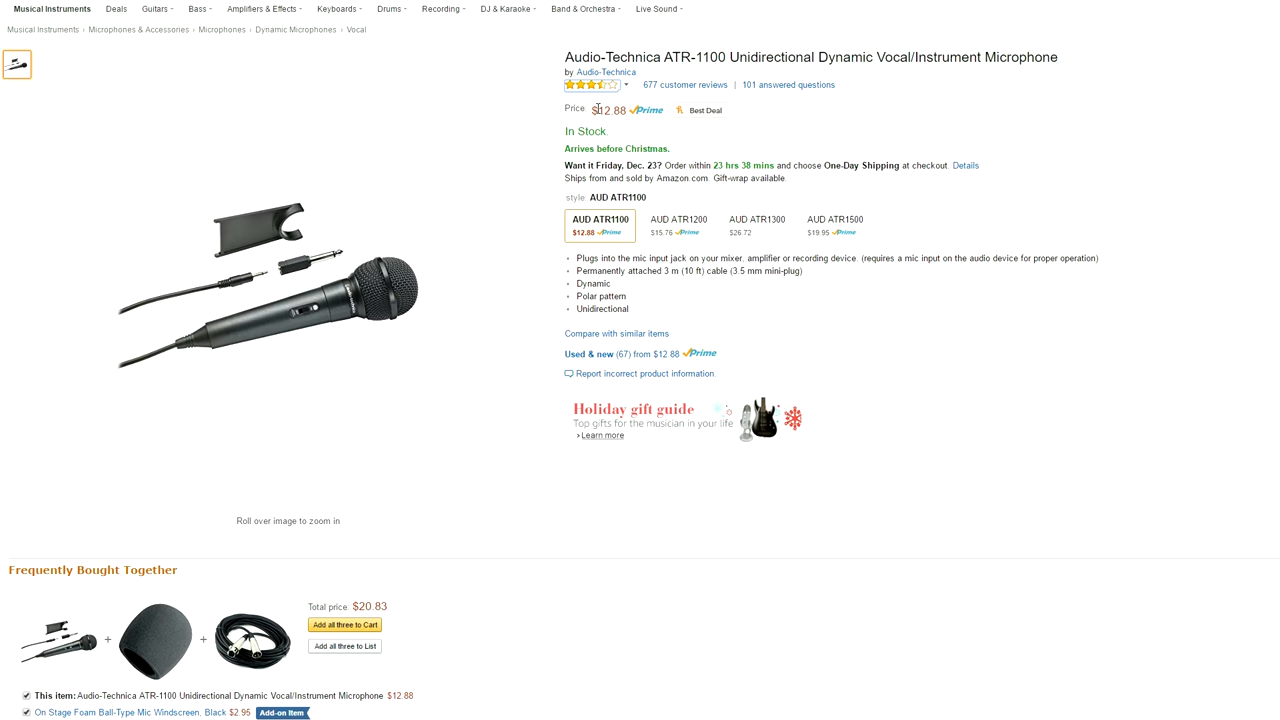 Musical Instruments Deals Guitars Bass Amplifiers & Effects Keyboards Drums Recording DJ & Karaoke Band & Orchestra Live Sound
Musical Instruments › Microphones & Accessories › Microphones › Dynamic Microphones › Vocal
Audio-Technica ATR-1100 Unidirectional Dynamic Vocal/Instrument Microphone
by Audio-Technica
677 customer reviews | 101 answered questions
Price: $12.88 Prime Best Deal
In Stock.
Arrives before Christmas.
Want it Friday, Dec. 23? Order within 23 hrs 38 mins and choose One-Day Shipping at checkout. Details
Ships from and sold by Amazon.com. Gift-wrap available.
style: AUD ATR1100
AUD ATR1100 AUD ATR1200 AUD ATR1300 AUD ATR1500
$12.88 Prime $15.76 Prime $26.72 $19.95 Prime
Plugs into the mic input jack on your mixer, amplifier or recording device. (requires a mic input on the audio device for proper operation)
Permanently attached 3 m (10 ft) cable (3.5 mm mini-plug)
Dynamic
Polar pattern
Unidirectional
Compare with similar items
Used & new (67) from $12.88 Prime
Report incorrect product information.
Holiday gift guide
Top gifts for the musician in your life
› Learn more
Roll over image to zoom in
Frequently Bought Together
Total price: $20.83
Add all three to Cart
Add all three to List
+ +
This item: Audio-Technica ATR-1100 Unidirectional Dynamic Vocal/Instrument Microphone $12.88
On Stage Foam Ball-Type Mic Windscreen, Black $2.95 Add-on Item